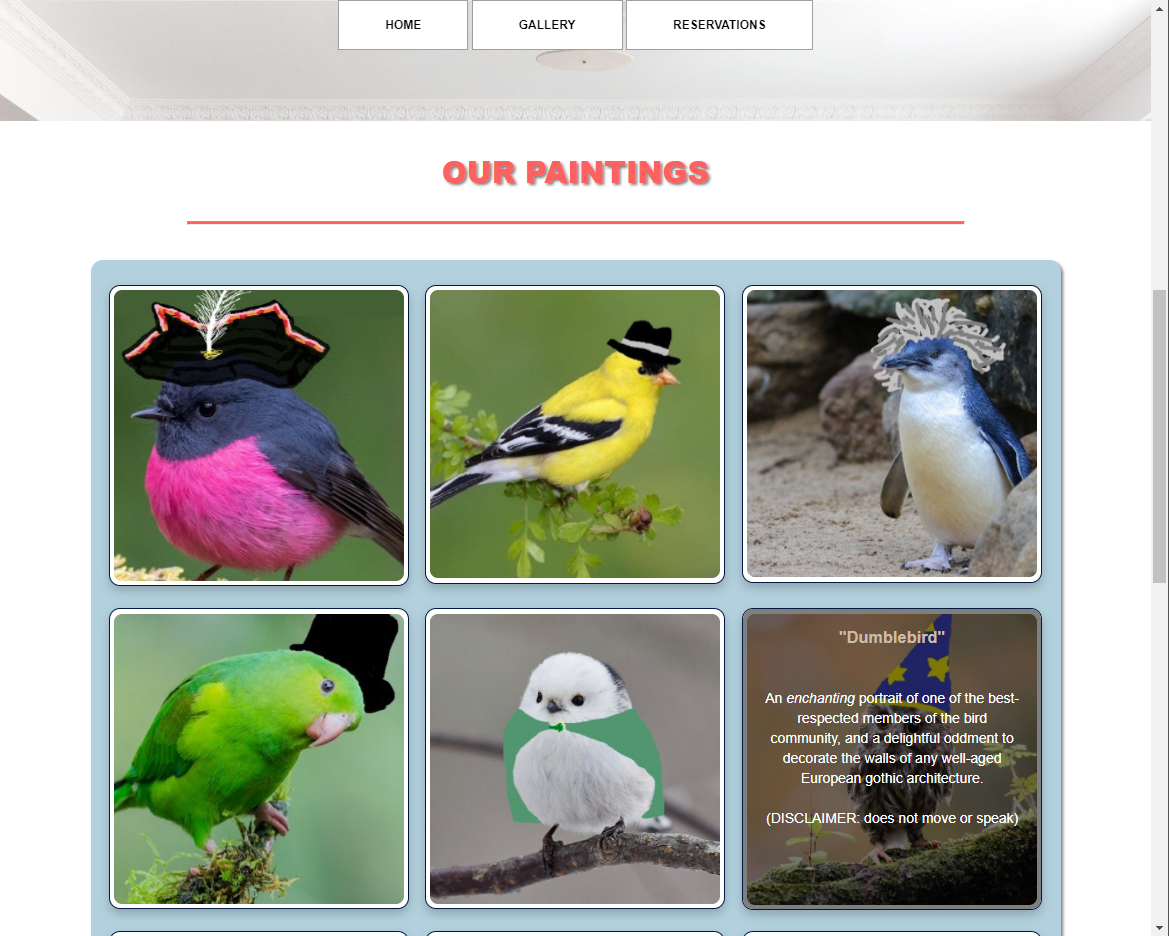 HOME
GALLERY
RESERVATIONS
OUR PAINTINGS
"Dumblebird"
An enchanting portrait of one of the best-
respected members of the bird
community, and a delightful oddment to
decorate the walls of any well-aged
European gothic architecture.
(DISCLAIMER: does not move or speak)